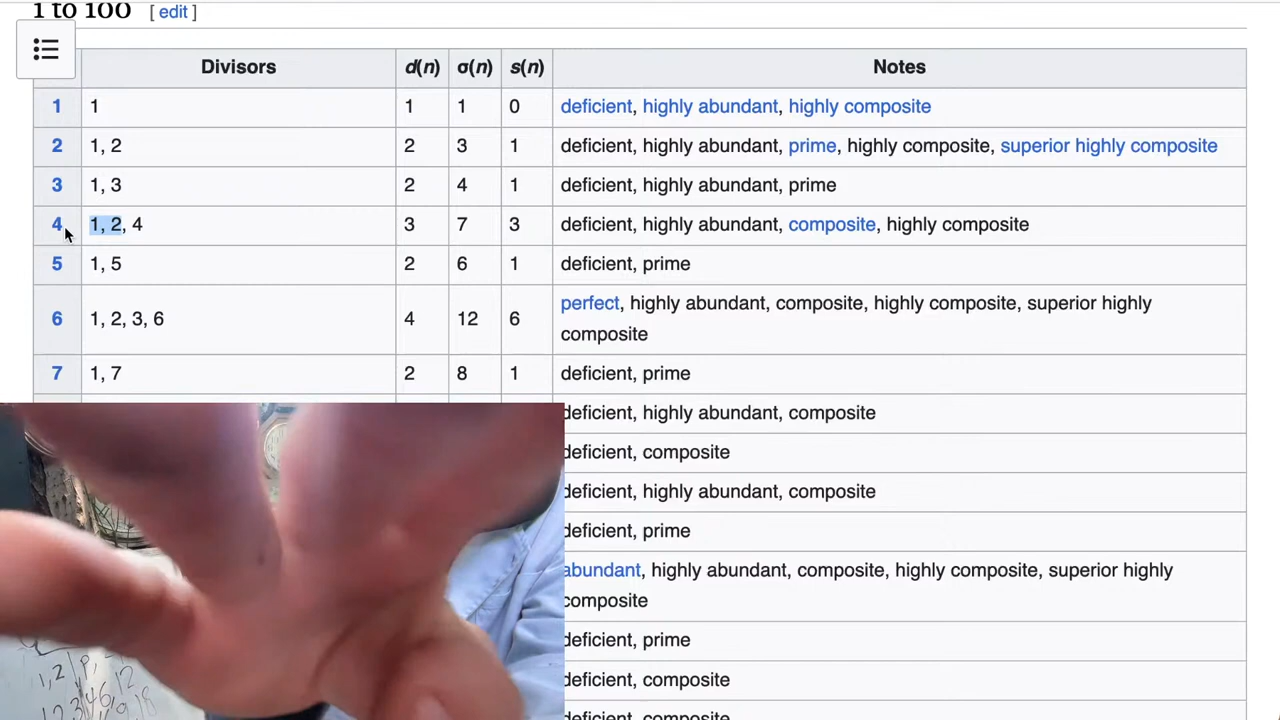 1 to 100 [ edit ]
Divisors d(n) σ(n) s(n) Notes
1 1 1 1 0 deficient, highly abundant, highly composite
2 1, 2 2 3 1 deficient, highly abundant, prime, highly composite, superior highly composite
3 1, 3 2 4 1 deficient, highly abundant, prime
4 1, 2, 4 3 7 3 deficient, highly abundant, composite, highly composite
5 1, 5 2 6 1 deficient, prime
6 1, 2, 3, 6 4 12 6 perfect, highly abundant, composite, highly composite, superior highly
composite
7 1, 7 2 8 1 deficient, prime
deficient, highly abundant, composite
deficient, composite
deficient, highly abundant, composite
deficient, prime
abundant, highly abundant, composite, highly composite, superior highly
composite
deficient, prime
deficient, composite
deficient, composite
1,2